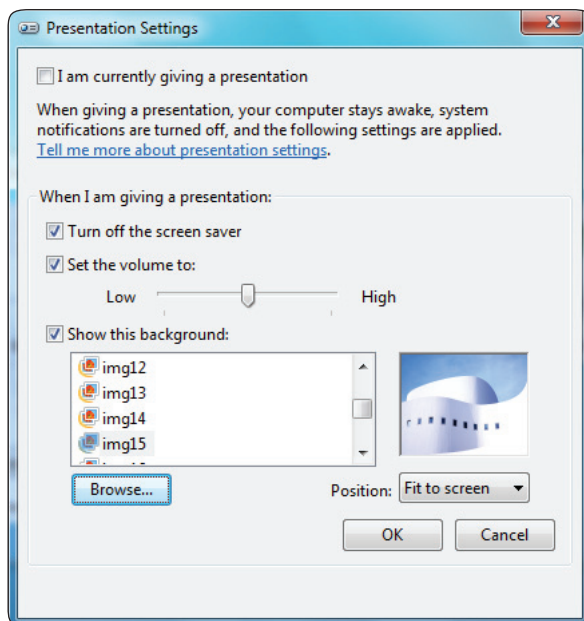 Presentation Settings
I am currently giving a presentation
When giving a presentation, your computer stays awake, system
notifications are turned off, and the following settings are applied.
Tell me more about presentation settings.
When I am giving a presentation:
Turn off the screen saver
Set the volume to:
Low High
Show this background:
img12
img13
img14
img15
Browse... Position: Fit to screen
OK Cancel